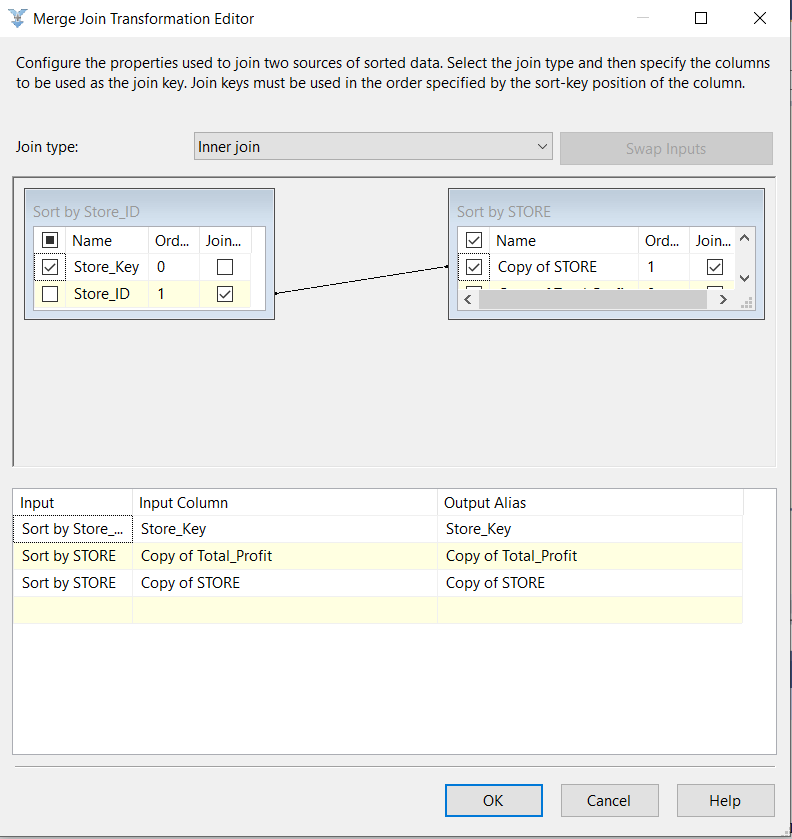 Merge Join Transformation Editor
Configure the properties used to join two sources of sorted data. Select the join type and then specify the columns
to be used as the join key. Join keys must be used in the order specified by the sort-key position of the column.
Join type: Inner join Swap Inputs
Sort by Store_ID
Name Ord... Join...
Store_Key 0
Store_ID 1
Sort by STORE
Name Ord... Join...
Copy of STORE 1
Input Input Column Output Alias
Sort by Store_... Store_Key Store_Key
Sort by STORE Copy of Total_Profit Copy of Total_Profit
Sort by STORE Copy of STORE Copy of STORE
OK Cancel Help